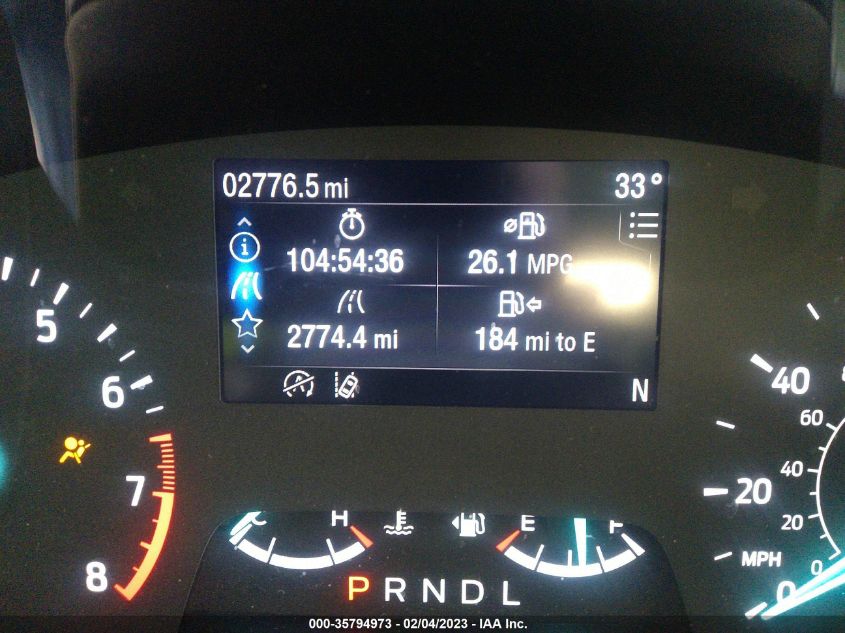 02776.5 mi 33°
104:54:36 26.1 MPG
2774.4 mi 184 mi to E
N
5
6
7
8
40
20
MPH
0
60
40
20
0
C H E F
P R N D L
000-35794973 - 02/04/2023 - IAA Inc.